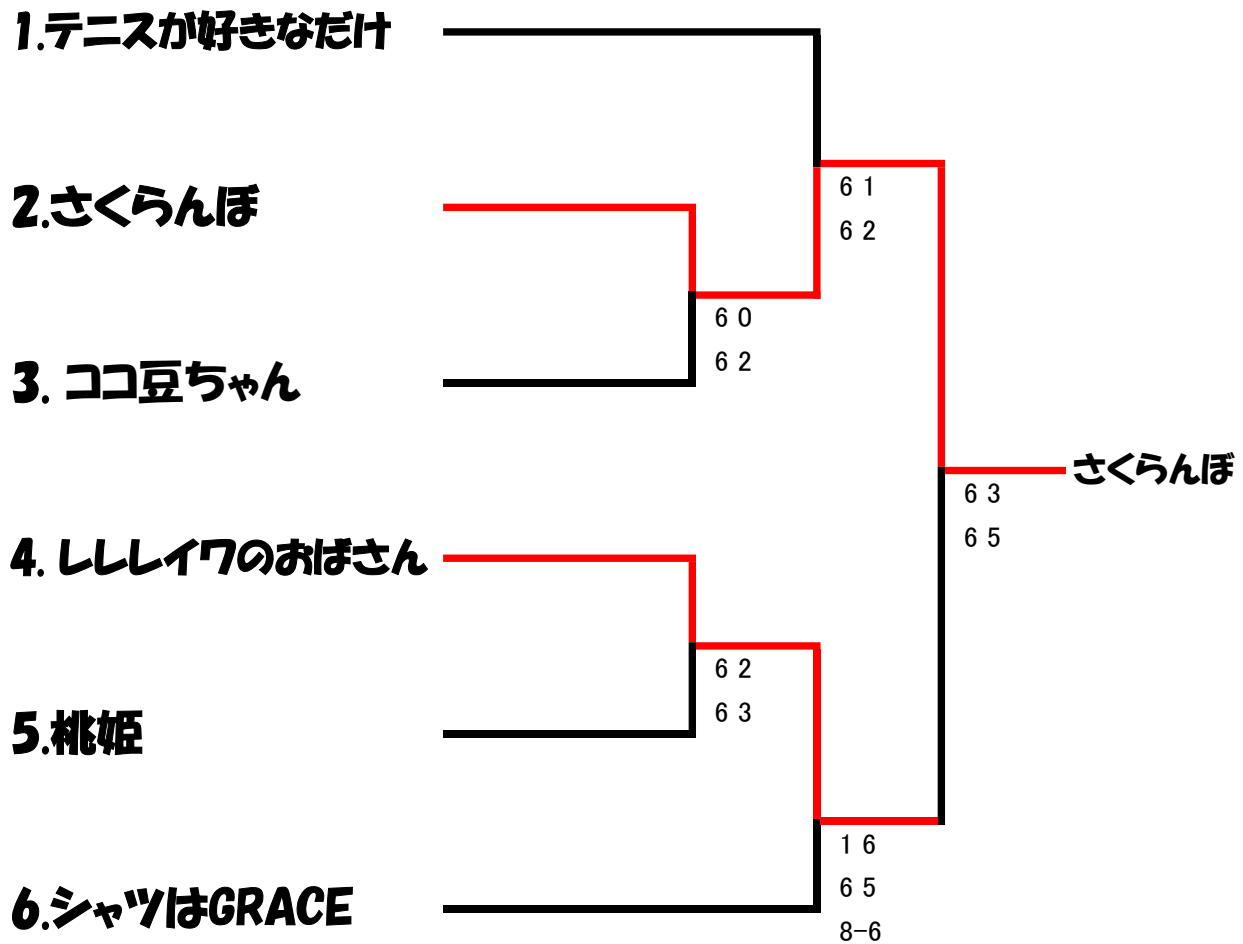 1.テニスが好きなだけ
6 1
2.さくらんぼ
6 2
6 0
6 2
3. ココ豆ちゃん
さくらんぼ
6 3
6 5
4. レレレイワのおばさん
6 2
6 3
5.桃姫
1 6
6 5
6.シャツはGRACE
8-6